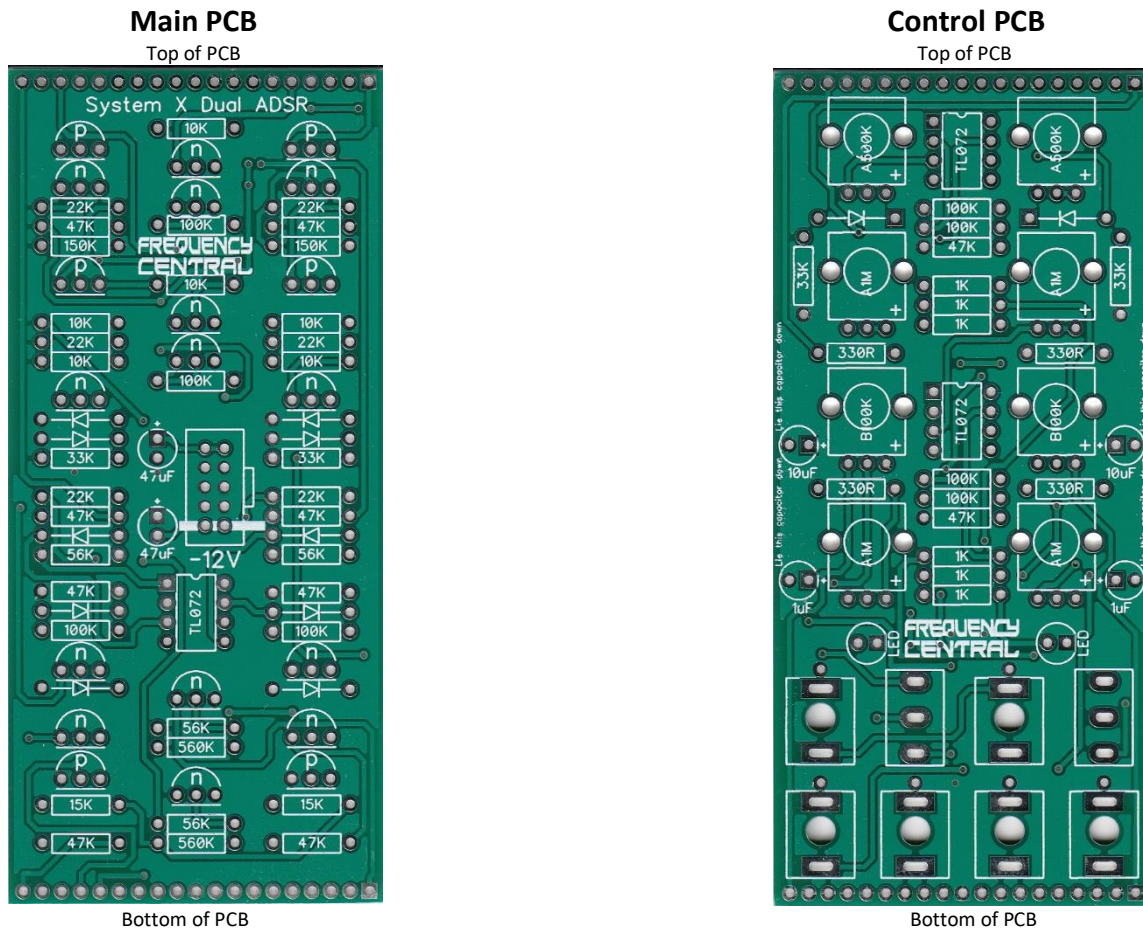 Main PCB
Top of PCB
System X Dual ADSR
p 10K p
n
n n
n
22K 100K 22K
47K 47K
150K 150K
FREQUENCY
CENTRAL
p 10K p
n
10K 10K
22K n 22K
10K 10K
100K
n n
33K + 33K
47uF
22K 22K
47K + 47K
56K 47uF 56K
-12V
47K 47K
TL072
100K 100K
n n
n
n 56K n
560K
p p
n
15K 15K
56K
47K 560K 47K
Bottom of PCB
Control PCB
Top of PCB
A500K TL072 A500K
+ +
100K
100K
47K
33K A1M A1M 33K
1K
+ 1K +
1K
330R 330R
Lie this capacitor down
B100K TL072 B100K
+ +
10uF 10uF
330R 100K 330R
100K
47K
A1M A1M
1K
+ 1K +
1uF 1K 1uF
FREQUENCY
CENTRAL
LED LED
Bottom of PCB